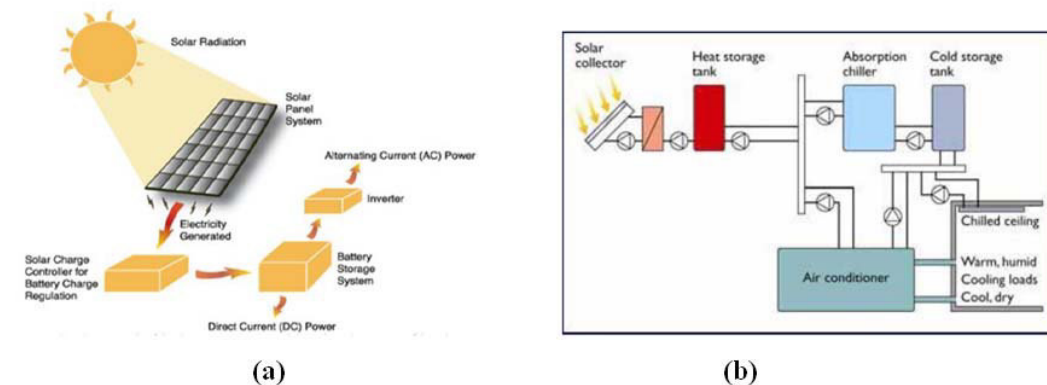 Solar Radiation
Solar
Panel
System
Alternating Current (AC) Power
Inverter
Electricity
Generated
Solar Charge
Controller for
Battery Charge
Regulation
Battery
Storage
System
Direct Current (DC) Power
(a)
Solar
collector
Heat storage
tank
Absorption
chiller
Cold storage
tank
Chilled ceiling
Warm, humid
Cooling loads
Cool, dry
Air conditioner
(b)